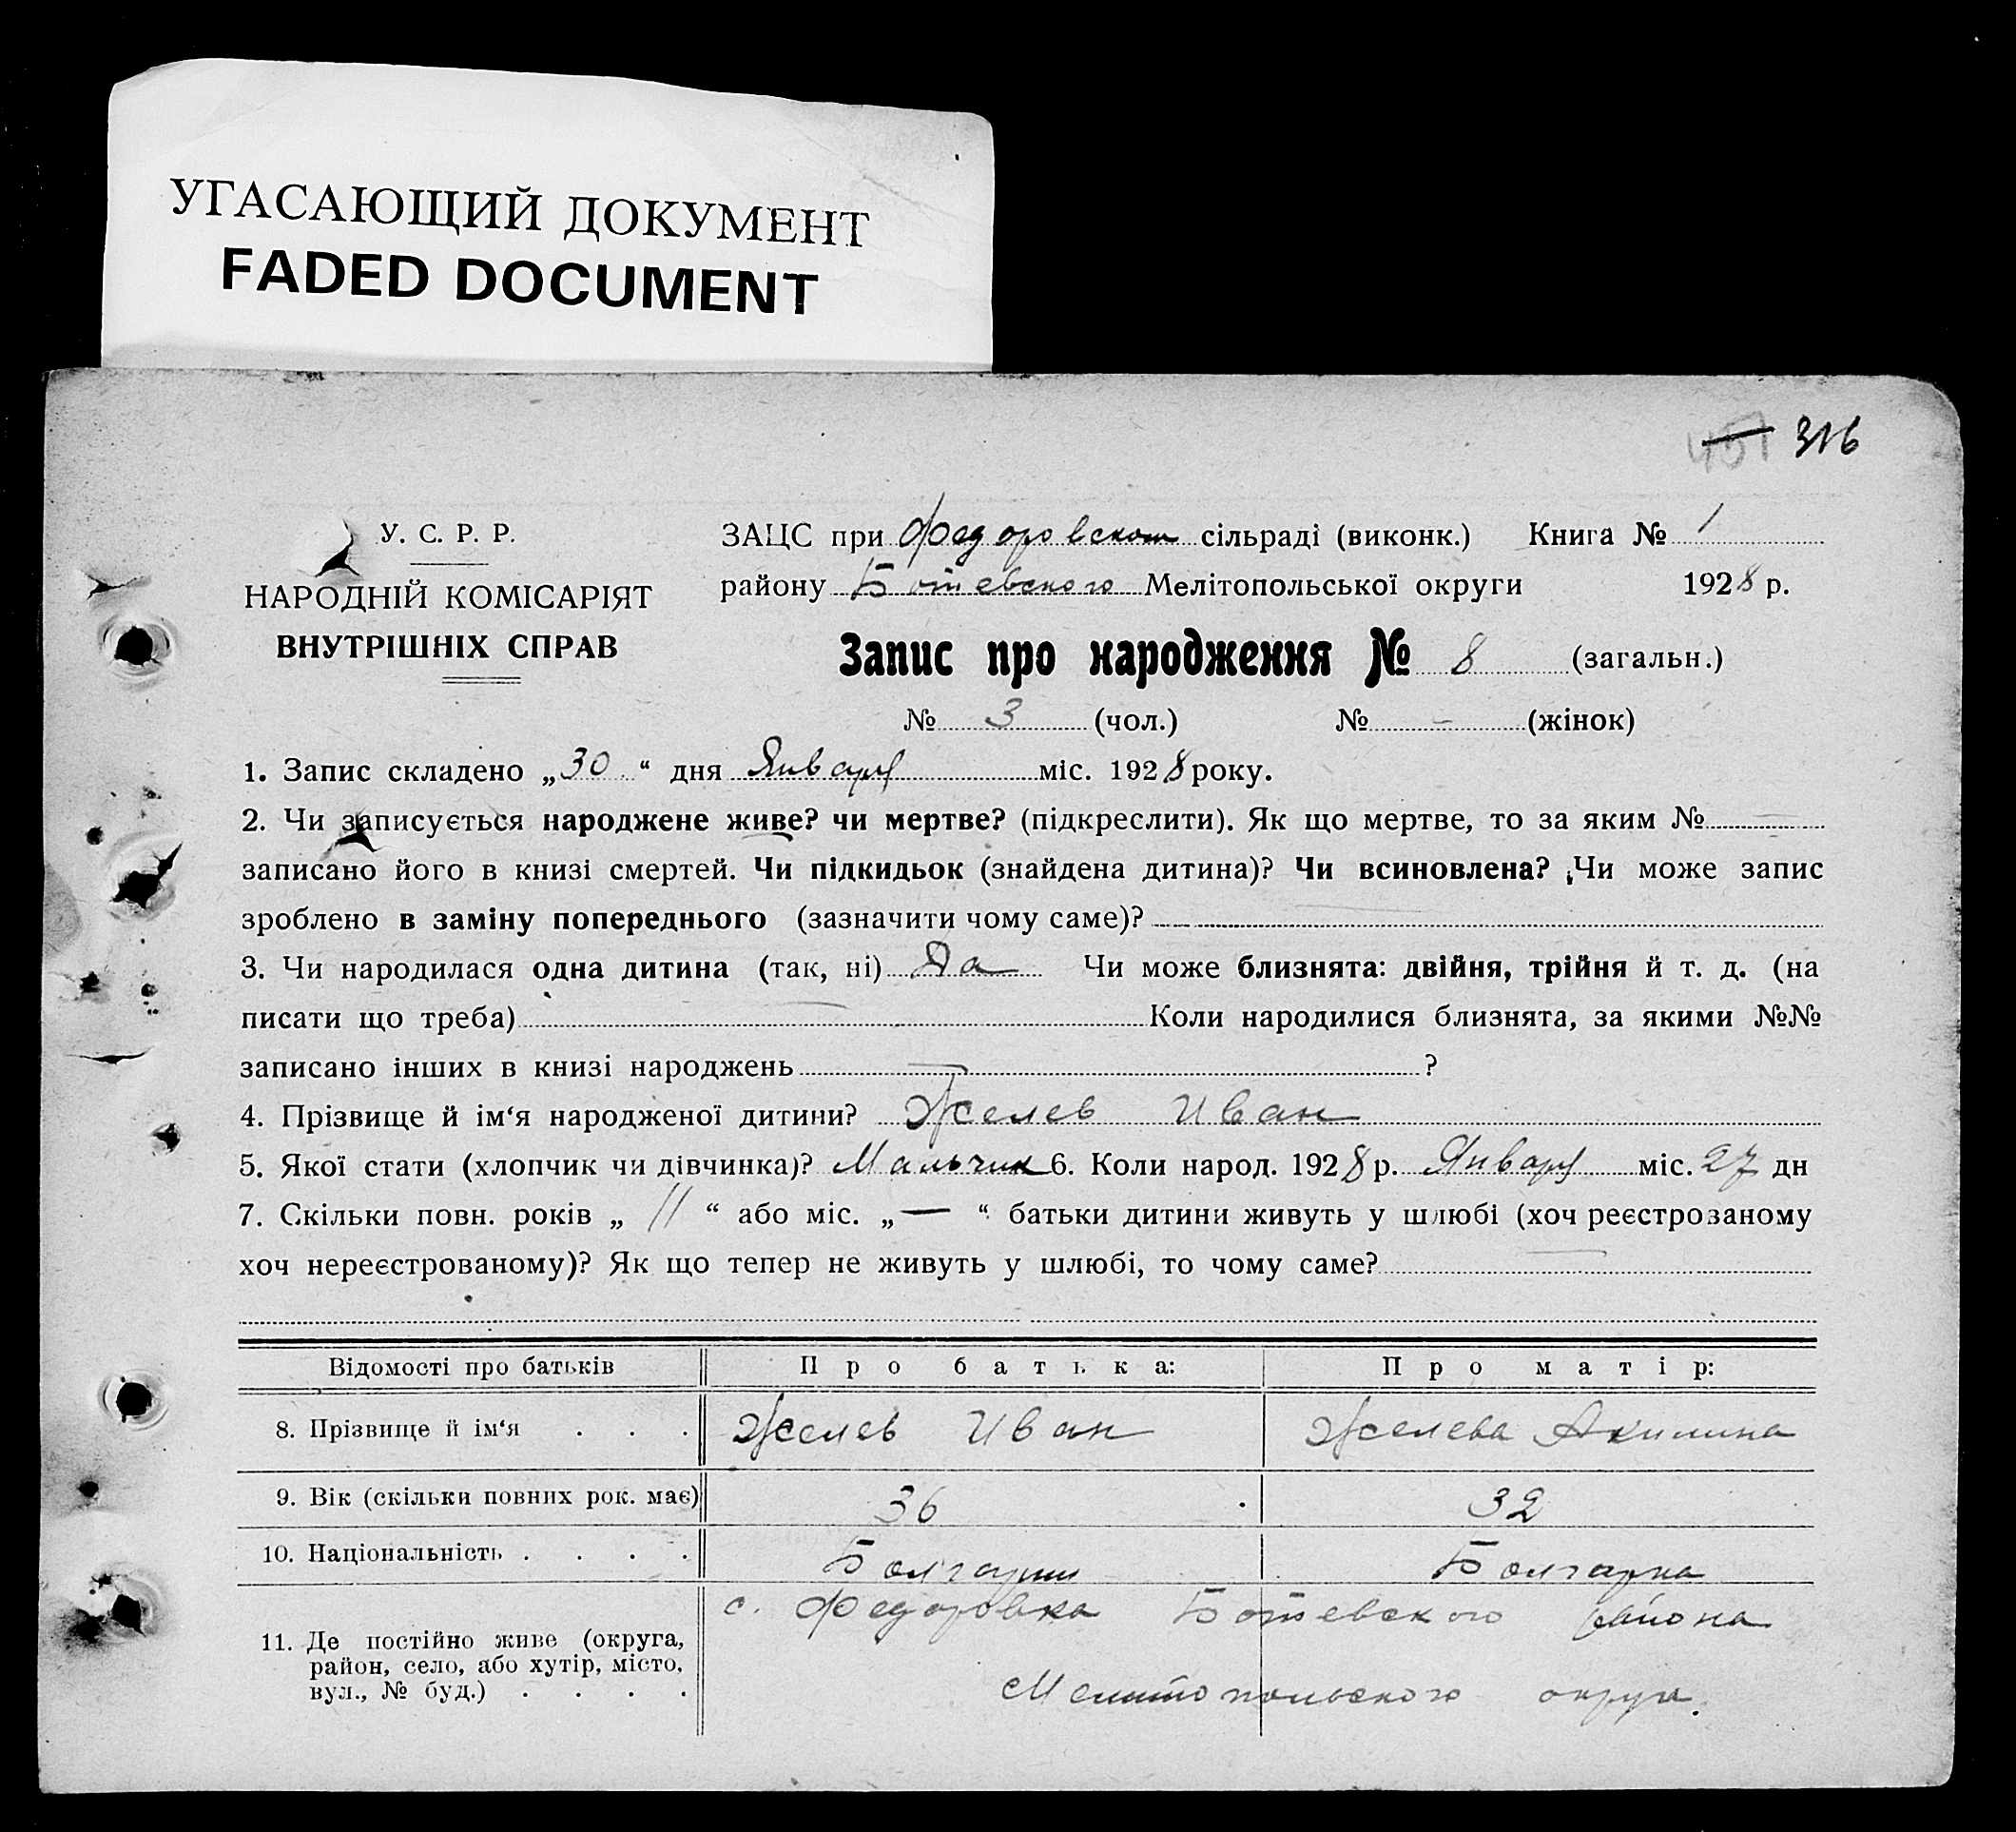 УГАСАЮЩИЙ ДОКУМЕНТ
FADED DOCUMENT
451 316
У. С. Р. Р.
НАРОДНІЙ КОМІСАРІЯТ
ВНУТРІШНІХ СПРАВ
ЗАЦС при Федоровском сільраді (виконк.) Книга № 1
району Ботевского Мелітопольської округи 1928 р.
Запис про народження № 8 (загальн.)
№ 3 (чол.) № - (жінок)
1. Запис складено „30“ дня Января міс. 1928 року.
2. Чи записується народжене живе? чи мертве? (підкреслити). Як що мертве, то за яким № —
записано його в книзі смертей. Чи підкидьок (знайдена дитина)? Чи всиновлена? Чи може запис
зроблено в заміну попереднього (зазначити чому саме)? —
3. Чи народилася одна дитина (так, ні) Да Чи може близнята: двійня, трійня й т. д. (на
писати що треба) — Коли народилися близнята, за якими №№
записано інших в книзі народжень — ?
4. Прізвище й ім‘я народженої дитини? Желев Иван
5. Якої стати (хлопчик чи дівчинка)? Мальчик 6. Коли народ. 1928 р. Января міс. 27 дн
7. Скільки повн. років „ 11 “ або міс. „ — “ батьки дитини живуть у шлюбі (хоч реєстрованому
хоч нереєстрованому)? Як що тепер не живуть у шлюбі, то чому саме? —
Відомості про батьків Про батька: Про матір:
8. Прізвище й ім‘я . . . Желев Иван Желева Акилина
9. Вік (скільки повних рок. має) 36 32
10. Національність . . . . Болгарин Болгарка
11. Де постійно живе (округа, район, село, або хутір, місто, вул., № буд.) . . . .
с. Федоровка Ботевского района
Мелитопольского округа.